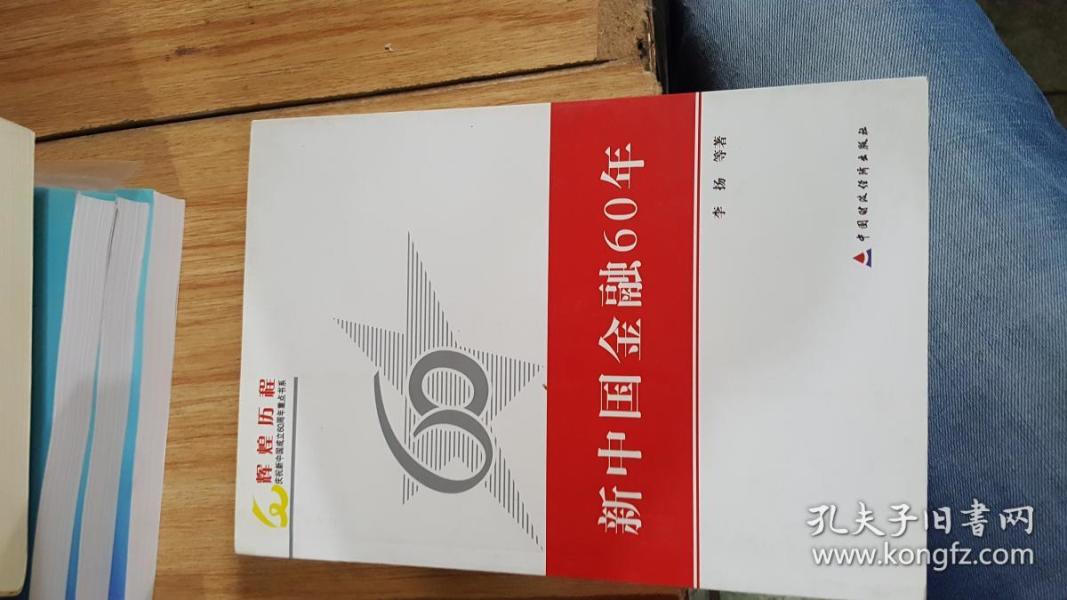 辉煌历程
庆祝新中国成立60周年重点书系
60
新中国金融60年
李扬 等著
中国财政经济出版社
孔夫子旧書网
www.kongfz.com